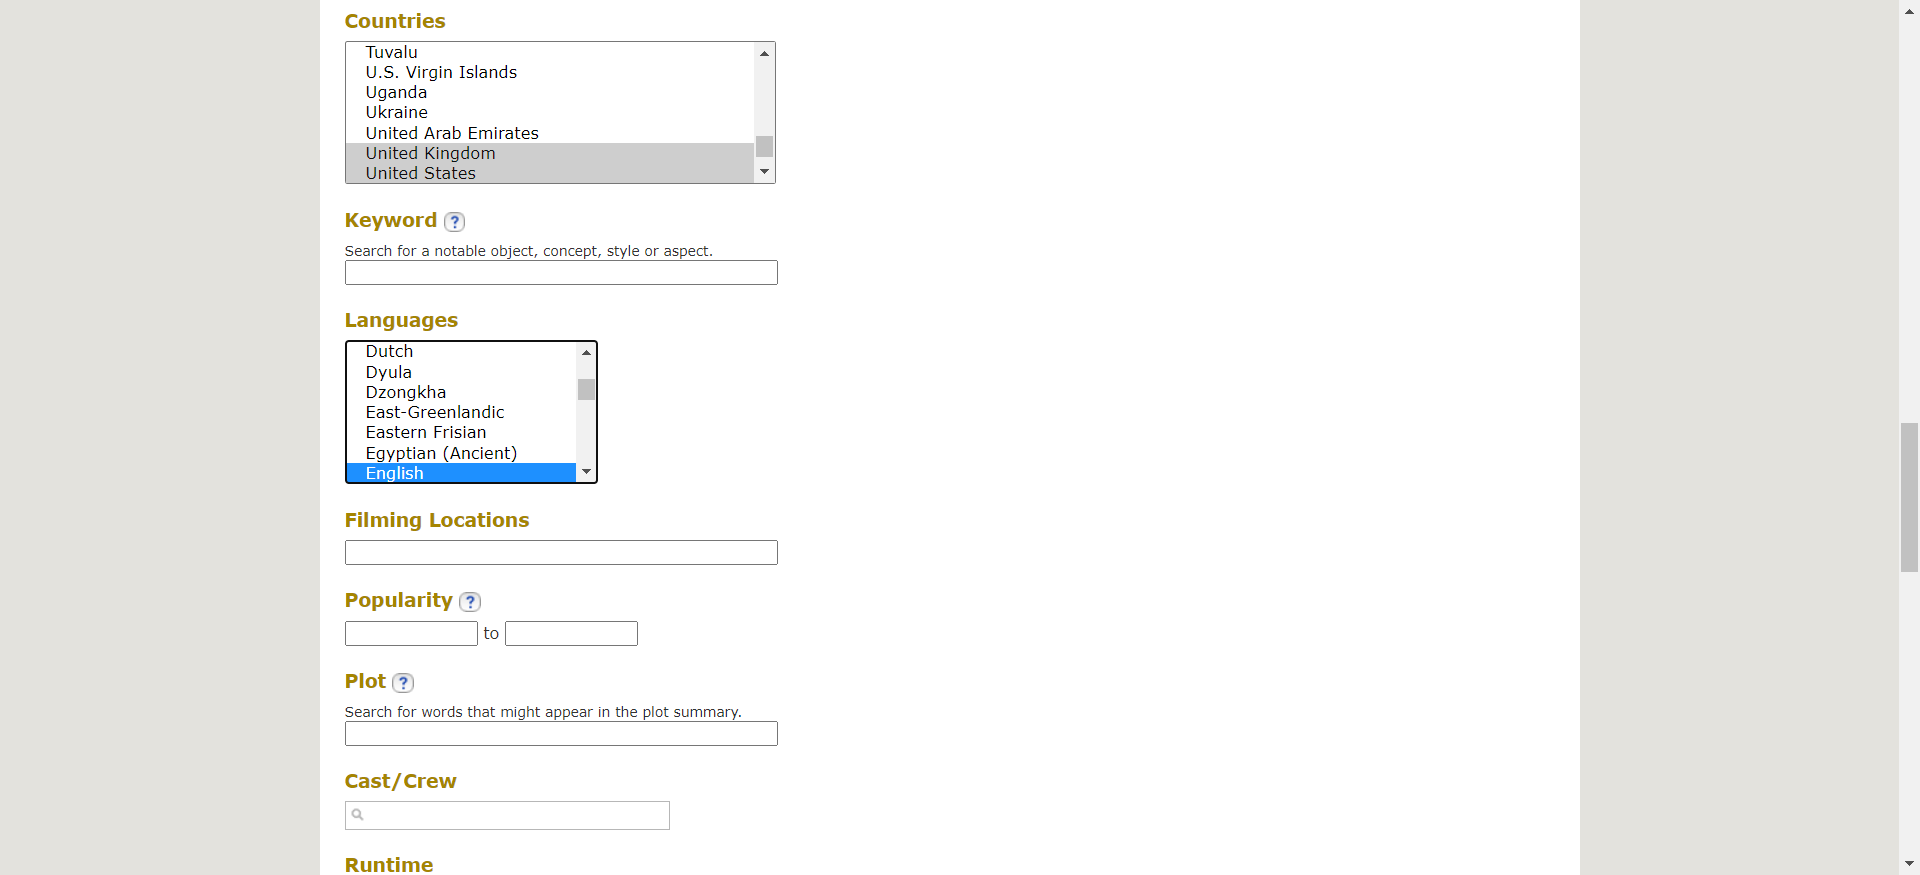 Countries
Tuvalu
U.S. Virgin Islands
Uganda
Ukraine
United Arab Emirates
United Kingdom
United States
Keyword ?
Search for a notable object, concept, style or aspect.
Languages
Dutch
Dyula
Dzongkha
East-Greenlandic
Eastern Frisian
Egyptian (Ancient)
English
Filming Locations
Popularity ?
to
Plot ?
Search for words that might appear in the plot summary.
Cast/Crew
Runtime